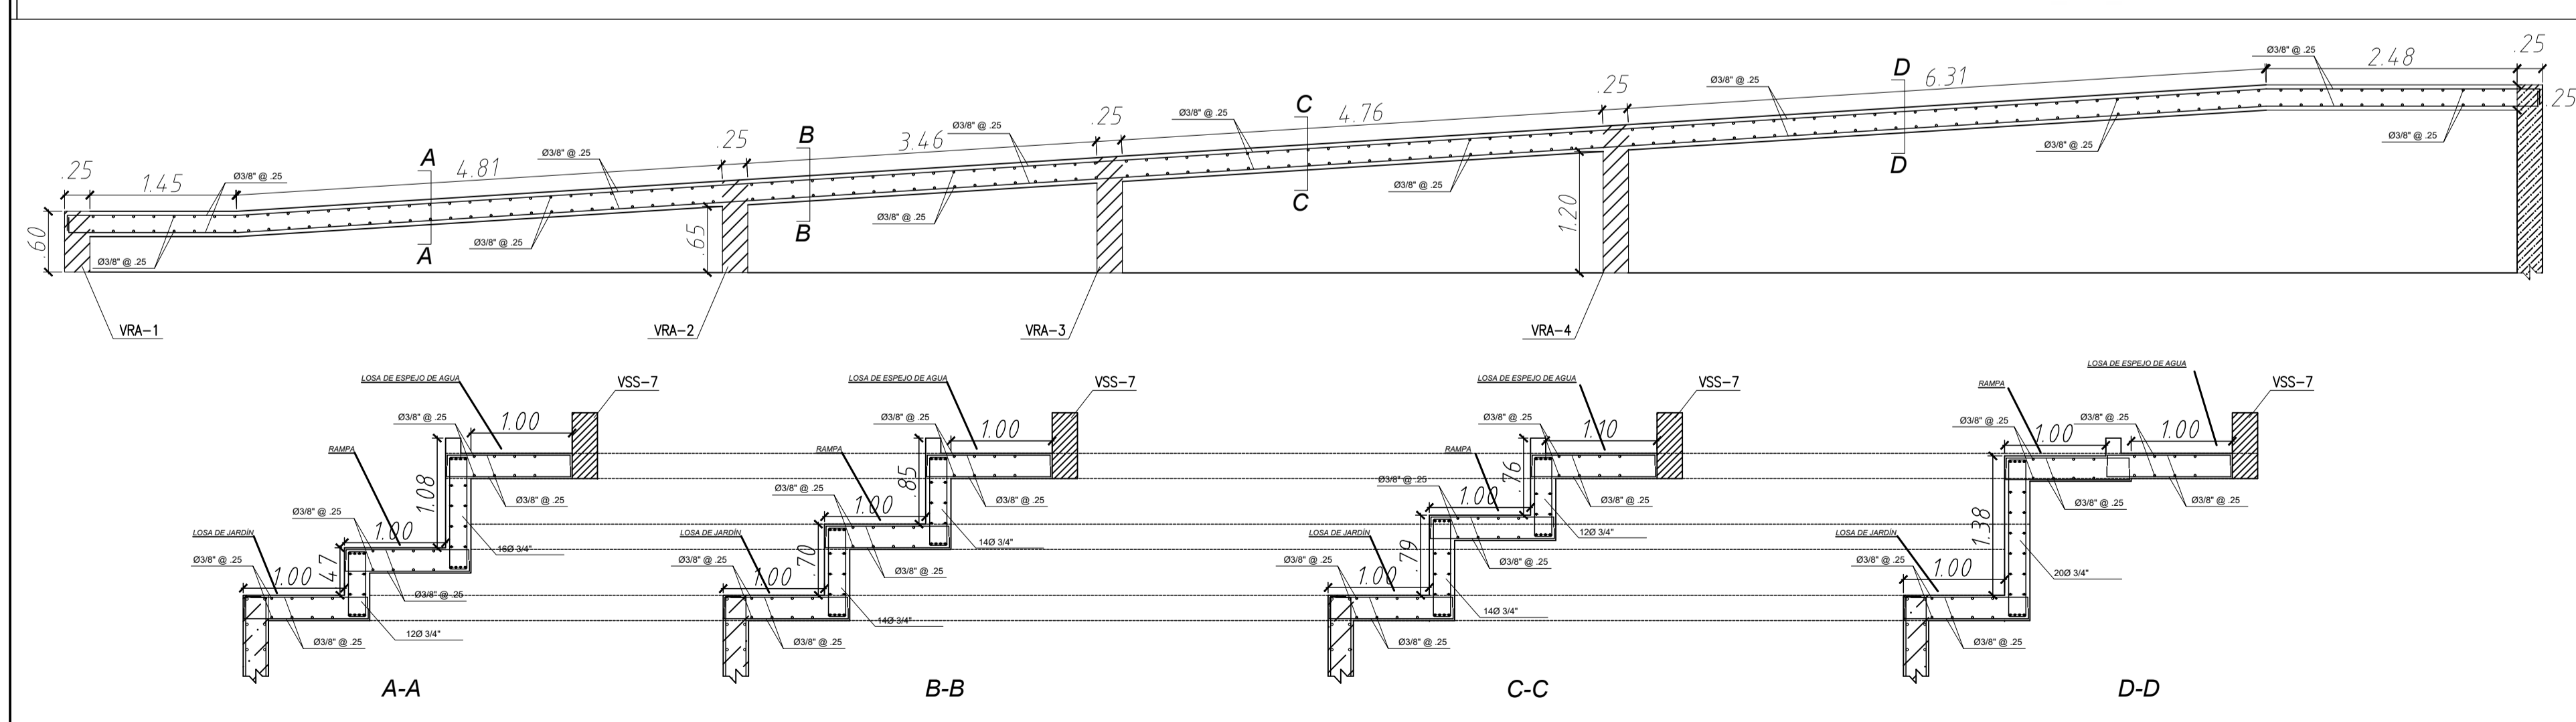 .25
1.45
4.81
.25
3.46
.25
4.76
.25
6.31
2.48
.25
.25
.60
.65
1.20
Ø3/8" @ .25
Ø3/8" @ .25
Ø3/8" @ .25
Ø3/8" @ .25
Ø3/8" @ .25
Ø3/8" @ .25
Ø3/8" @ .25
Ø3/8" @ .25
Ø3/8" @ .25
Ø3/8" @ .25
Ø3/8" @ .25
Ø3/8" @ .25
A
A
B
B
C
C
D
D
VRA-1
VRA-2
VRA-3
VRA-4
LOSA DE ESPEJO DE AGUA
VSS-7
Ø3/8" @ .25
1.00
RAMPA
1.08
Ø3/8" @ .25
Ø3/8" @ .25
1.00
LOSA DE JARDÍN
16Ø 3/4"
Ø3/8" @ .25
1.00
.47
Ø3/8" @ .25
12Ø 3/4"
Ø3/8" @ .25
A-A
LOSA DE ESPEJO DE AGUA
VSS-7
Ø3/8" @ .25
1.00
RAMPA
.85
Ø3/8" @ .25
Ø3/8" @ .25
1.00
LOSA DE JARDÍN
14Ø 3/4"
Ø3/8" @ .25
1.00
.70
Ø3/8" @ .25
14Ø 3/4"
Ø3/8" @ .25
B-B
LOSA DE ESPEJO DE AGUA
VSS-7
Ø3/8" @ .25
1.10
RAMPA
.76
Ø3/8" @ .25
Ø3/8" @ .25
1.00
LOSA DE JARDÍN
12Ø 3/4"
Ø3/8" @ .25
1.00
.79
Ø3/8" @ .25
14Ø 3/4"
Ø3/8" @ .25
C-C
LOSA DE ESPEJO DE AGUA
RAMPA
VSS-7
Ø3/8" @ .25
Ø3/8" @ .25
1.00
1.00
Ø3/8" @ .25
Ø3/8" @ .25
1.38
LOSA DE JARDÍN
Ø3/8" @ .25
1.00
20Ø 3/4"
Ø3/8" @ .25
D-D